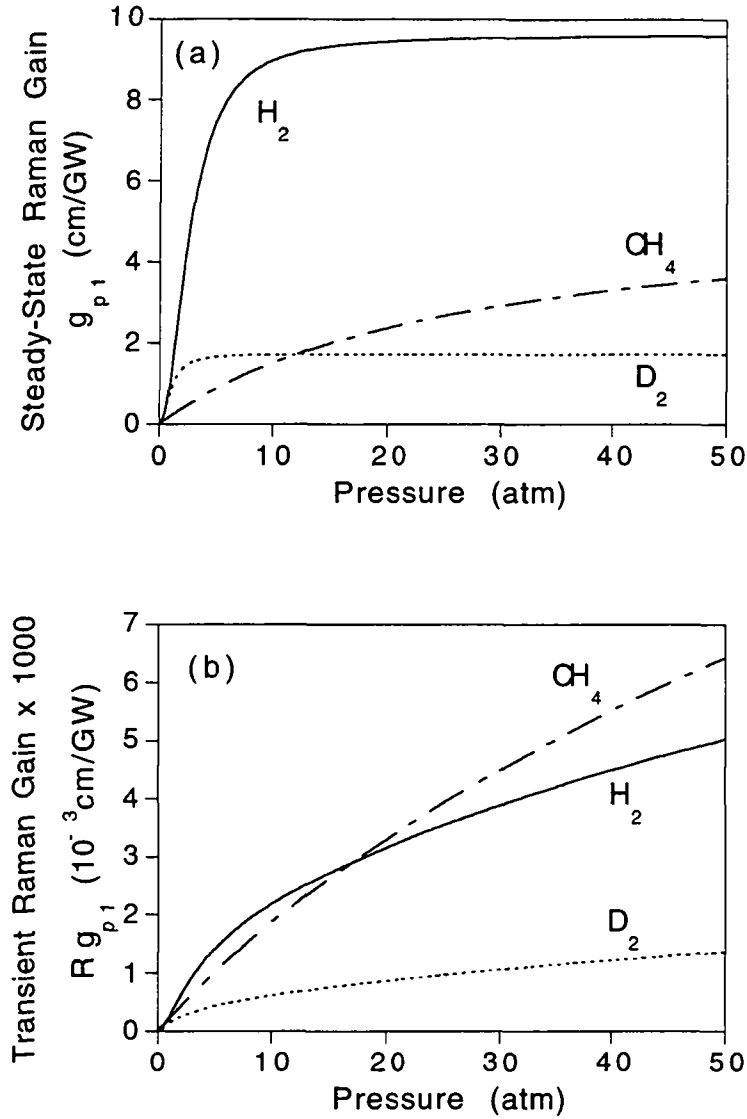 (a)
10
8
6
4
2
0
Steady-State Raman Gain
g p1 (cm/GW)
H2
CH4
D2
0 10 20 30 40 50
Pressure (atm)
(b)
7
6
5
4
3
2
1
0
Transient Raman Gain x 1000
R g p1 (10^-3 cm/GW)
CH4
H2
D2
0 10 20 30 40 50
Pressure (atm)